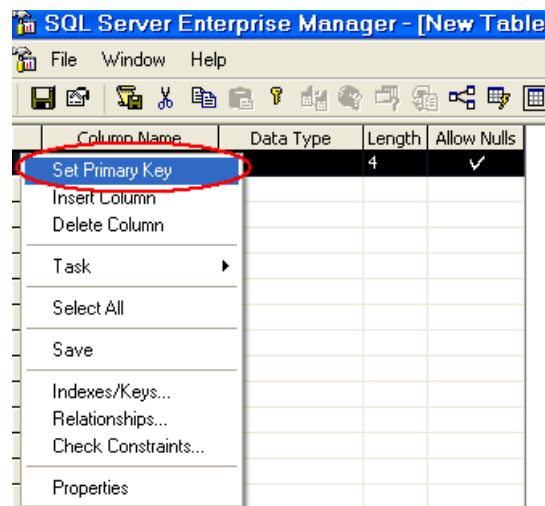 SQL Server Enterprise Manager - [New Table
File Window Help
Column Name Data Type Length Allow Nulls
4
Set Primary Key
Insert Column
Delete Column
Task
Select All
Save
Indexes/Keys...
Relationships...
Check Constraints...
Properties